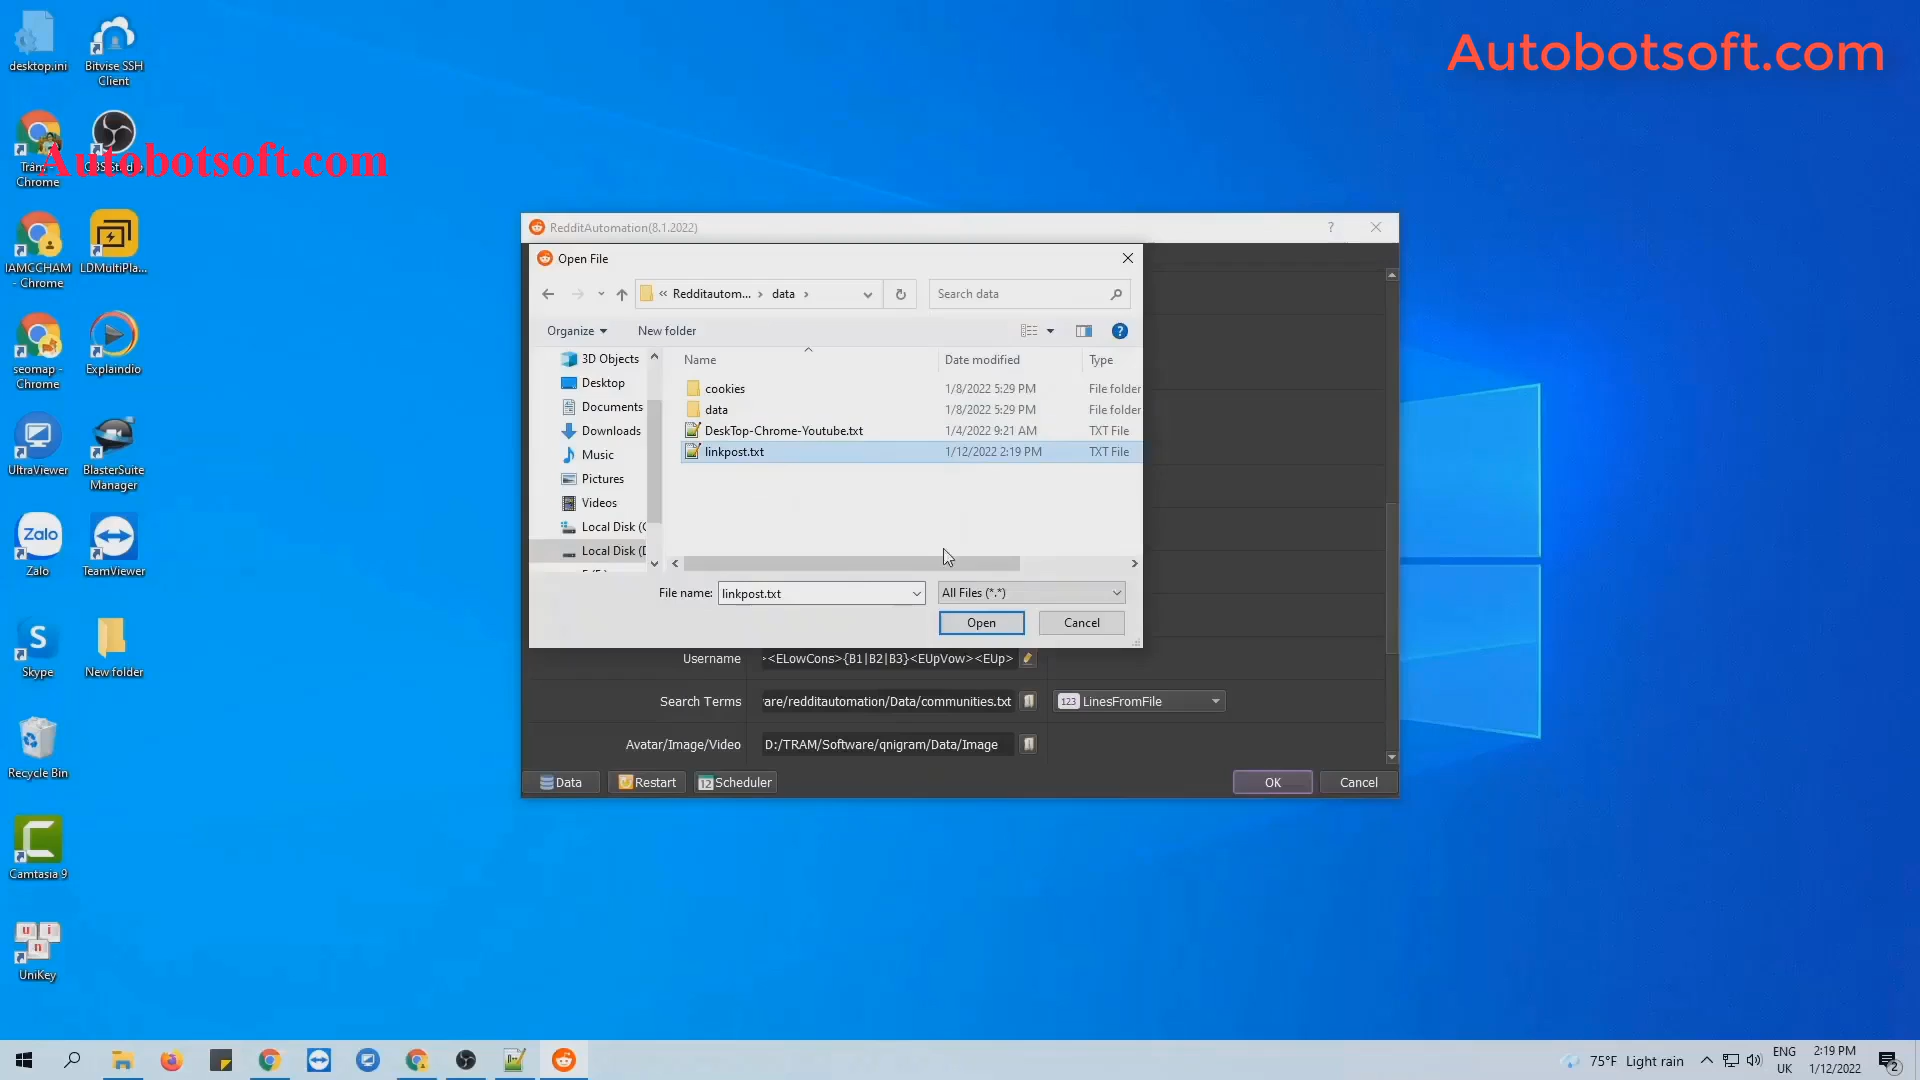 Autobotsoft.com
Autobotsoft.com
desktop.ini
Bitvise SSH
Client
Chrome
IAMCCHAM
- Chrome
LDMultiPla...
seomap -
Chrome
Explaindio
UltraViewer
BlasterSuite
Manager
Zalo
Zalo
TeamViewer
Skype
New folder
Recycle Bin
Camtasia 9
UniKey
RedditAutomation(8.1.2022)
?
Open File
« Redditautom... › data ›
Search data
Organize
New folder
3D Objects
Desktop
Documents
Downloads
Music
Pictures
Videos
Local Disk (
Local Disk (
Name Date modified Type
cookies 1/8/2022 5:29 PM File folder
data 1/8/2022 5:29 PM File folder
DeskTop-Chrome-Youtube.txt 1/4/2022 9:21 AM TXT File
linkpost.txt 1/12/2022 2:19 PM TXT File
File name: linkpost.txt All Files (*.*)
Open Cancel
Username ><ELowCons>{B1|B2|B3}<EUpVow><EUp>
Search Terms are/redditautomation/Data/communities.txt 123 LinesFromFile
Avatar/Image/Video D:/TRAM/Software/qnigram/Data/Image
Data Restart 12 Scheduler OK Cancel
75°F Light rain
ENG
UK
2:19 PM
1/12/2022
2